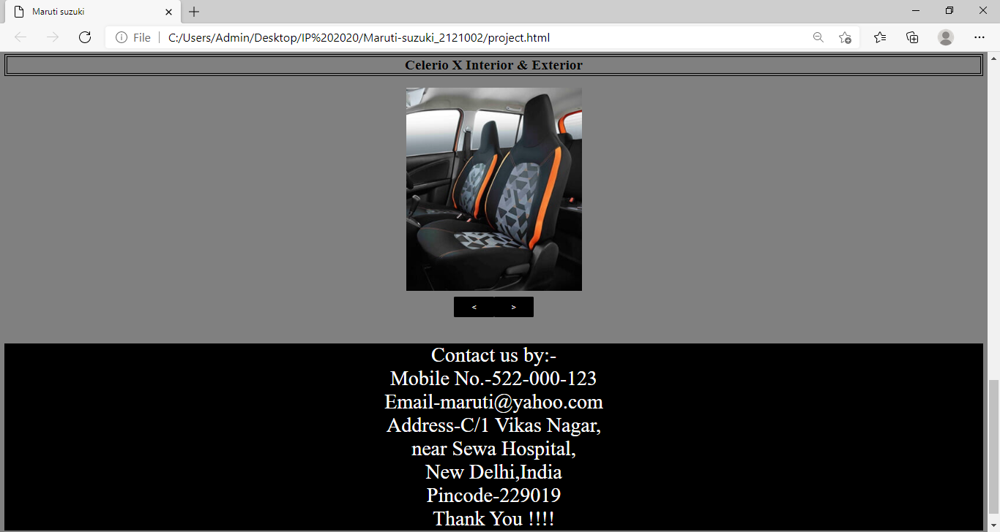 Maruti suzuki
File
C:/Users/Admin/Desktop/IP%202020/Maruti-suzuki_2121002/project.html
Celerio X Interior & Exterior
< >
Contact us by:-
Mobile No.-522-000-123
Email-maruti@yahoo.com
Address-C/1 Vikas Nagar,
near Sewa Hospital,
New Delhi,India
Pincode-229019
Thank You !!!!